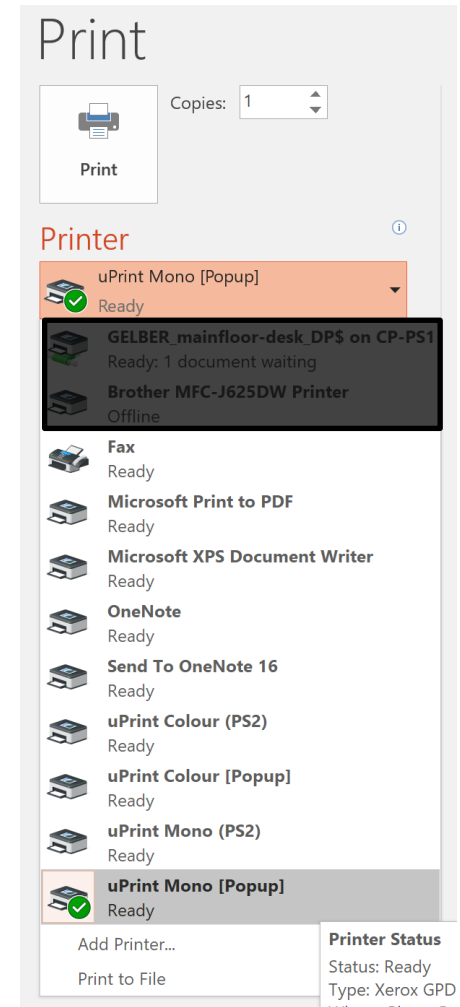 Print
Copies: 1
Print
Printer
uPrint Mono [Popup]
Ready
GELBER_mainfloor-desk_DP$ on CP-PS1
Ready: 1 document waiting
Brother MFC-J625DW Printer
Offline
Fax
Ready
Microsoft Print to PDF
Ready
Microsoft XPS Document Writer
Ready
OneNote
Ready
Send To OneNote 16
Ready
uPrint Colour (PS2)
Ready
uPrint Colour [Popup]
Ready
uPrint Mono (PS2)
Ready
uPrint Mono [Popup]
Ready
Add Printer...
Print to File
Printer Status
Status: Ready
Type: Xerox GPD